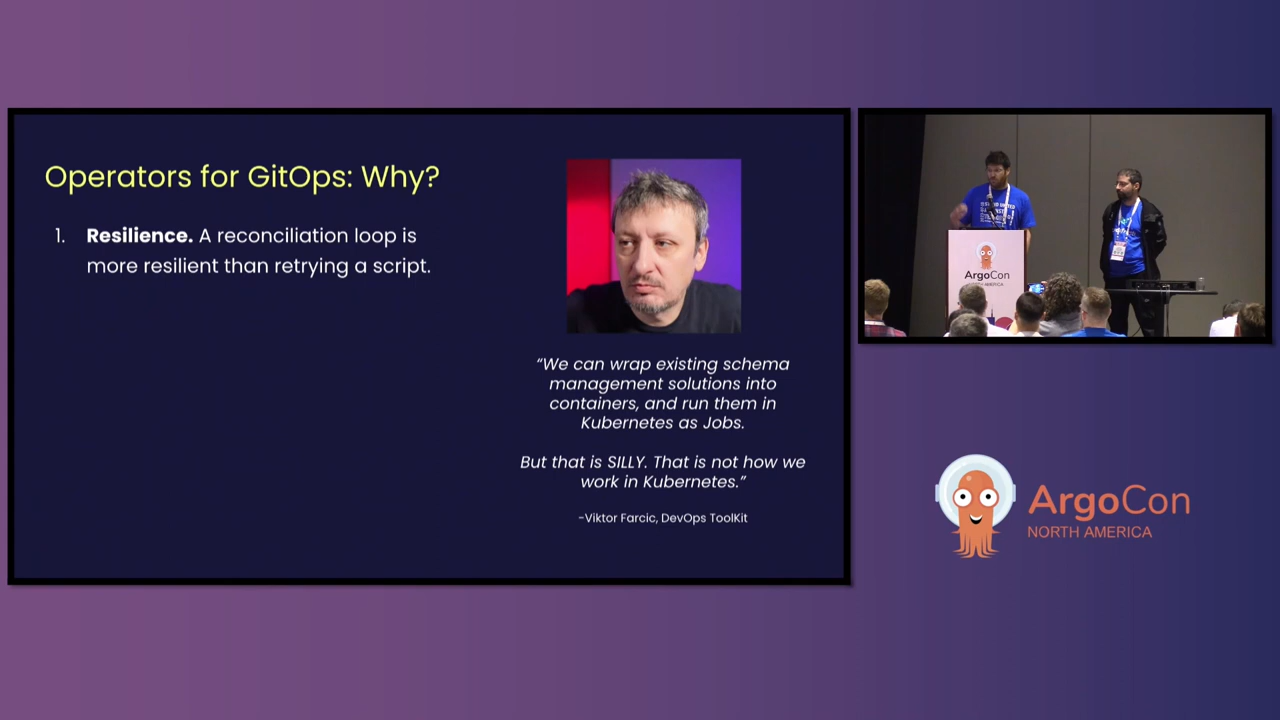 Operators for GitOps: Why?
1. Resilience. A reconciliation loop is
more resilient than retrying a script.
“We can wrap existing schema
management solutions into
containers, and run them in
Kubernetes as Jobs.
But that is SILLY. That is not how we
work in Kubernetes.”
-Viktor Farcic, DevOps ToolKit
ArgoCon
NORTH AMERICA
ArgoCon
NORTH AMERICA